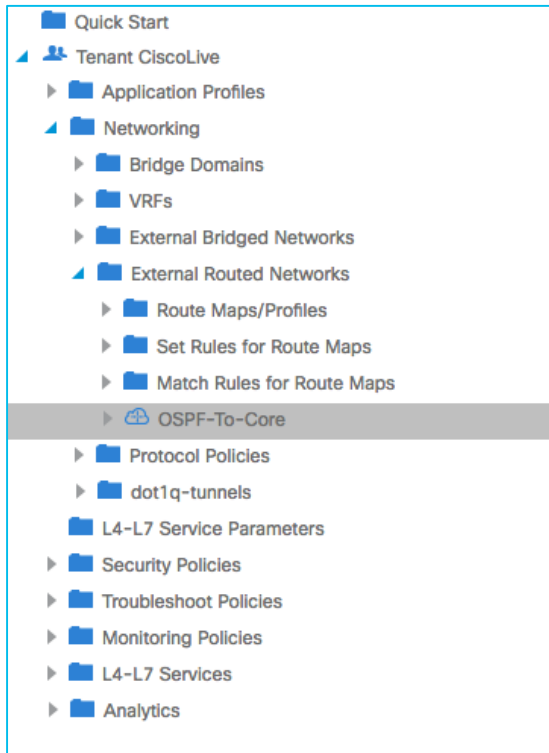 Quick Start
Tenant CiscoLive
Application Profiles
Networking
Bridge Domains
VRFs
External Bridged Networks
External Routed Networks
Route Maps/Profiles
Set Rules for Route Maps
Match Rules for Route Maps
OSPF-To-Core
Protocol Policies
dot1q-tunnels
L4-L7 Service Parameters
Security Policies
Troubleshoot Policies
Monitoring Policies
L4-L7 Services
Analytics